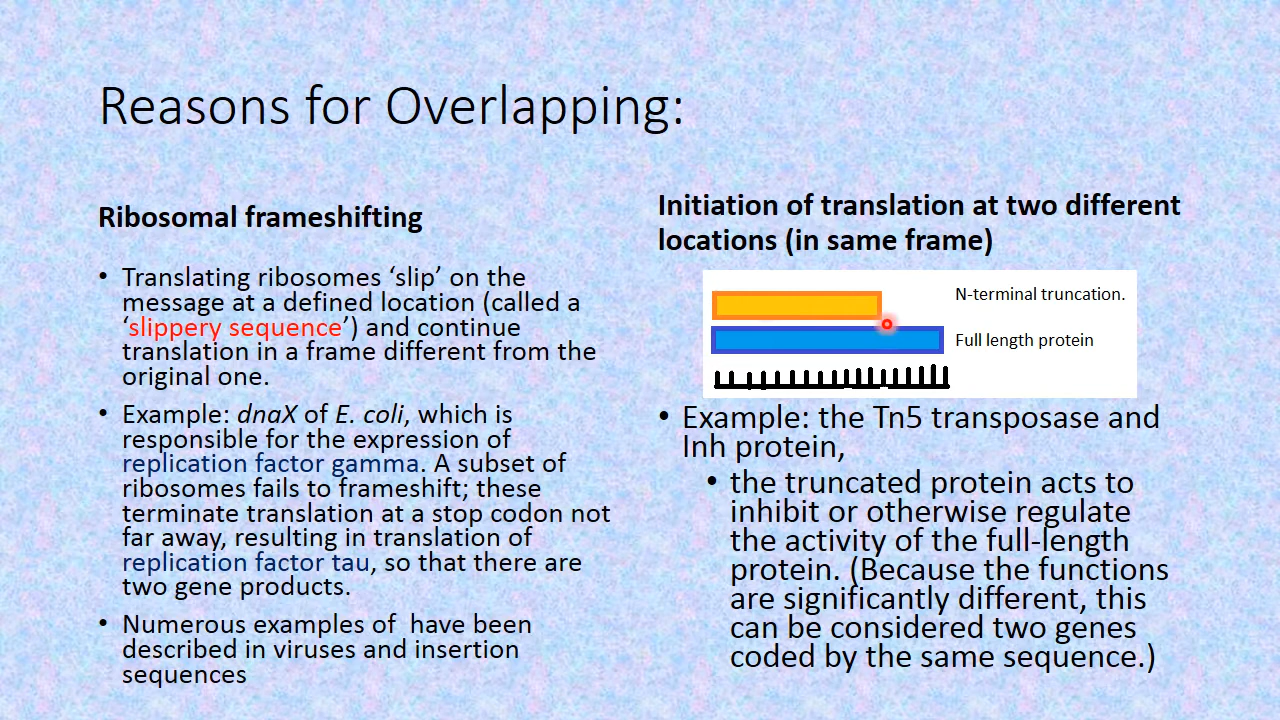 Reasons for Overlapping:
Ribosomal frameshifting
• Translating ribosomes ‘slip’ on the
message at a defined location (called a
‘slippery sequence’) and continue
translation in a frame different from the
original one.
• Example: dnaX of E. coli, which is
responsible for the expression of
replication factor gamma. A subset of
ribosomes fails to frameshift; these
terminate translation at a stop codon not
far away, resulting in translation of
replication factor tau, so that there are
two gene products.
• Numerous examples of  have been
described in viruses and insertion
sequences
Initiation of translation at two different
locations (in same frame)
N-terminal truncation.
Full length protein
• Example: the Tn5 transposase and
Inh protein,
• the truncated protein acts to
inhibit or otherwise regulate
the activity of the full-length
protein. (Because the functions
are significantly different, this
can be considered two genes
coded by the same sequence.)